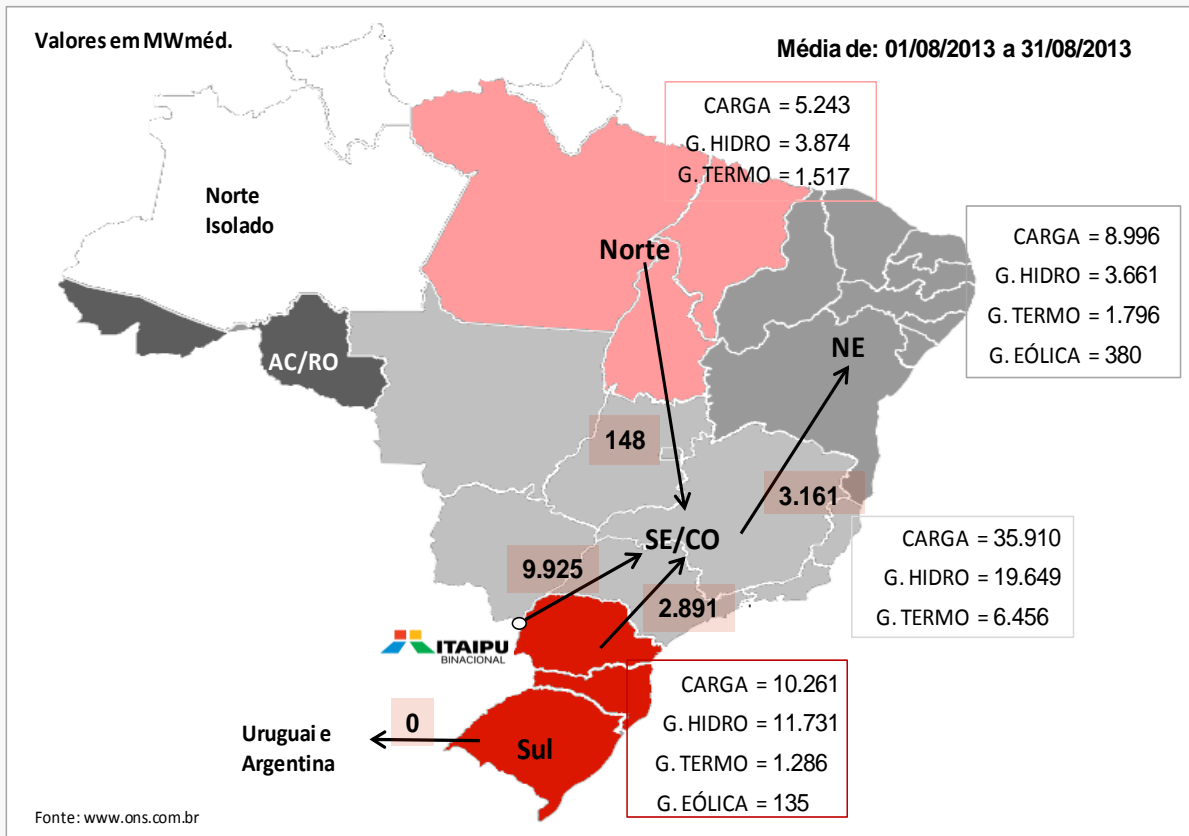 Valores em MWméd.
Média de: 01/08/2013 a 31/08/2013
CARGA = 5.243
G. HIDRO = 3.874
G. TERMO = 1.517
Norte
Isolado
Norte
CARGA = 8.996
G. HIDRO = 3.661
G. TERMO = 1.796
G. EÓLICA = 380
AC/RO
NE
148
3.161
SE/CO
CARGA = 35.910
G. HIDRO = 19.649
G. TERMO = 6.456
9.925
2.891
ITAIPU
BINACIONAL
CARGA = 10.261
G. HIDRO = 11.731
G. TERMO = 1.286
G. EÓLICA = 135
0
Uruguai e
Argentina
Sul
Fonte: www.ons.com.br